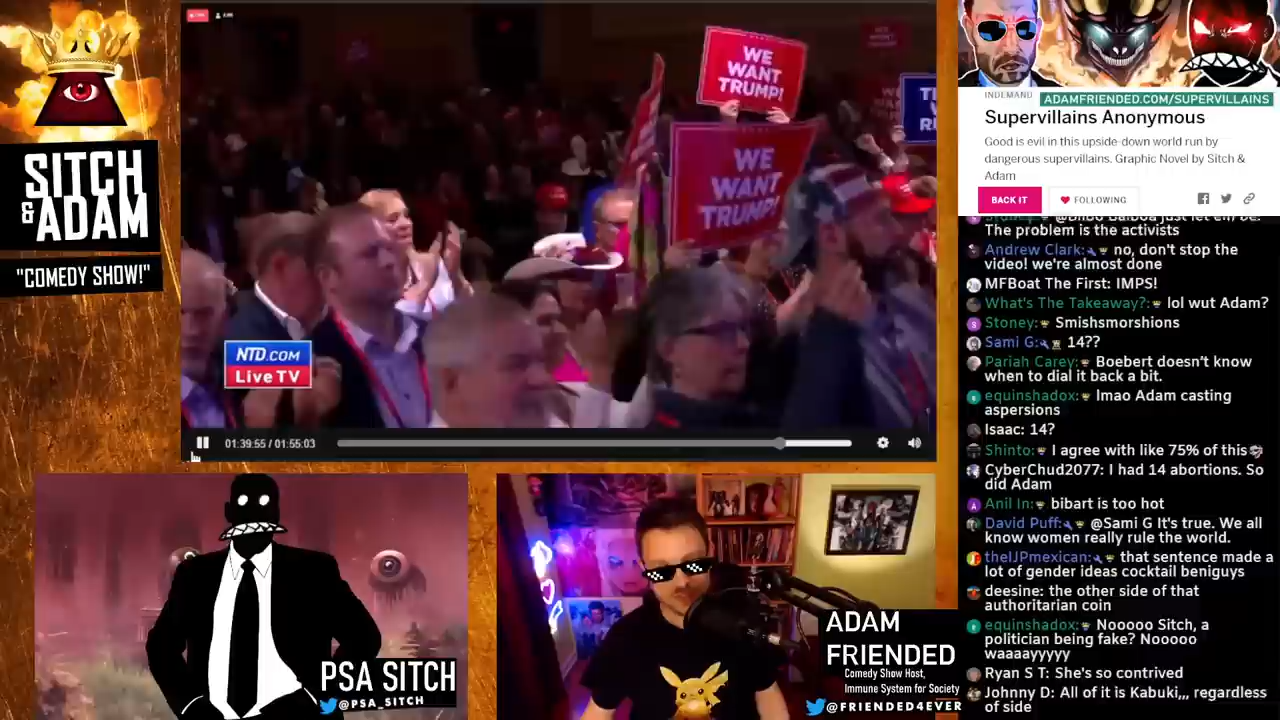 SITCH
& ADAM
"COMEDY SHOW!"
WE
WANT
TRUMP!
WE
WANT
TRUMP!
NTD.COM
Live TV
01:39:55 / 01:55:03
PSA SITCH
@PSA_SITCH
ADAM
FRIENDED
Comedy Show Host,
Immune System for Society
@FRIENDED4EVER
INDEMAND
ADAMFRIENDED.COM/SUPERVILLAINS
Supervillains Anonymous
Good is evil in this upside-down world run by
dangerous supervillains. Graphic Novel by Sitch &
Adam
BACK IT
FOLLOWING
The problem is the activists
Andrew Clark: no, don't stop the
video! we're almost done
MFBoat The First: IMPS!
What's The Takeaway?: lol wut Adam?
Stoney: Smishsmorshions
Sami G: 14??
Pariah Carey: Boebert doesn't know
when to dial it back a bit.
equinshadox: lmao Adam casting
aspersions
Isaac: 14?
Shinto: I agree with like 75% of this
CyberChud2077: I had 14 abortions. So
did Adam
Anil In: bibart is too hot
David Puff: @Sami G It's true. We all
know women really rule the world.
theIJPmexican: that sentence made a
lot of gender ideas cocktail beniguys
deesine: the other side of that
authoritarian coin
equinshadox: Nooooo Sitch, a
politician being fake? Nooooo
waaaayyyyy
Ryan S T: She's so contrived
Johnny D: All of it is Kabuki,,, regardless
of side